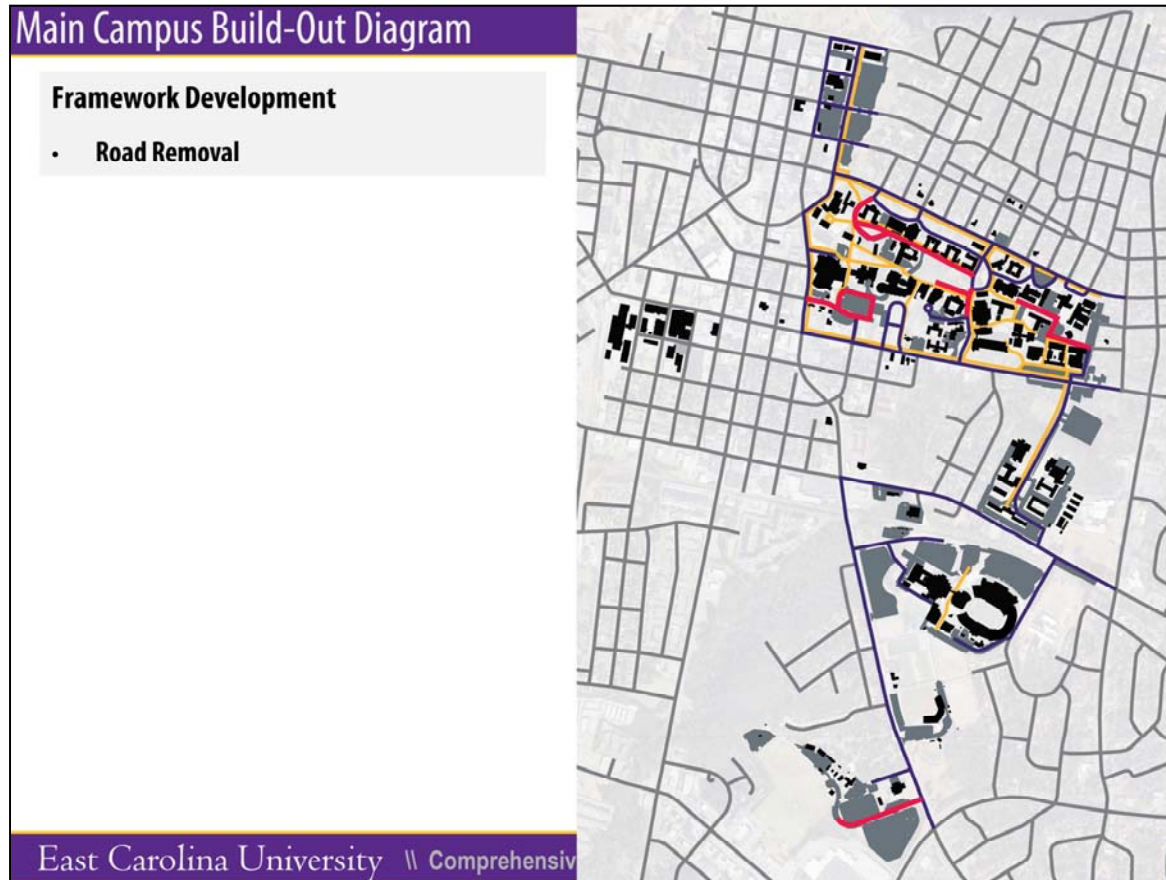 Main Campus Build-Out Diagram
Framework Development
• Road Removal
East Carolina University \\ Comprehensiv